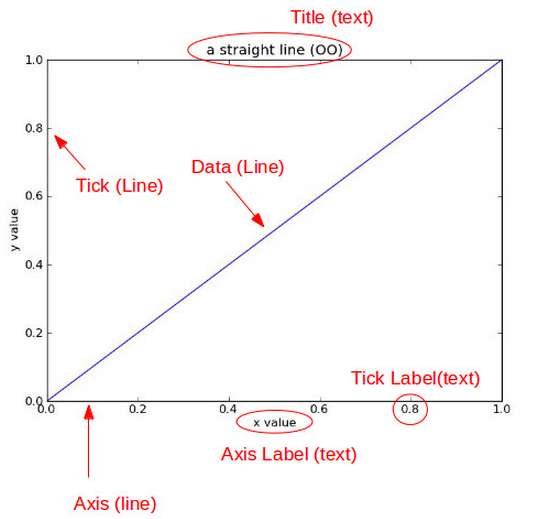 Title (text)
a straight line (OO)
1.0
0.8
Data (Line)
Tick (Line)
0.6
y value
0.4
0.2
Tick Label(text)
0.0
0.0 0.2 0.4 0.6 0.8 1.0
x value
Axis Label (text)
Axis (line)